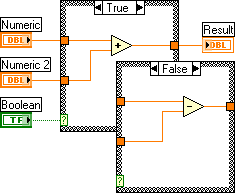 Numeric
DBL
Numeric 2
DBL
Boolean
TF
True
+
?
Result
DBL
False
-
?